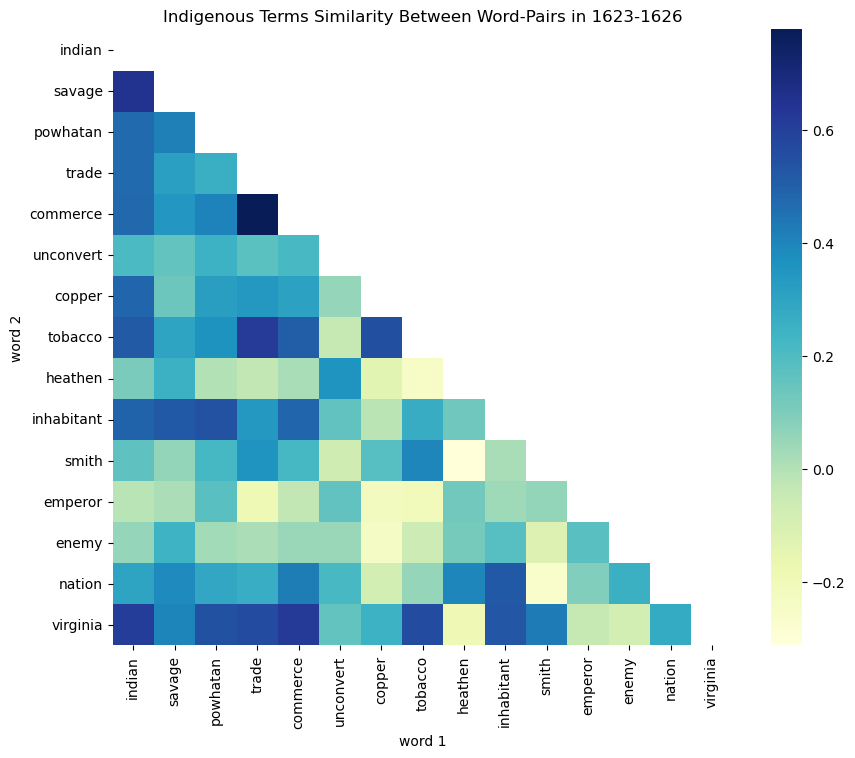 Indigenous Terms Similarity Between Word-Pairs in 1623-1626
indian
savage
powhatan
trade
commerce
unconvert
copper
tobacco
heathen
inhabitant
smith
emperor
enemy
nation
virginia
word 2
indian
savage
powhatan
trade
commerce
unconvert
copper
tobacco
heathen
inhabitant
smith
emperor
enemy
nation
virginia
word 1
0.6
0.4
0.2
0.0
−0.2